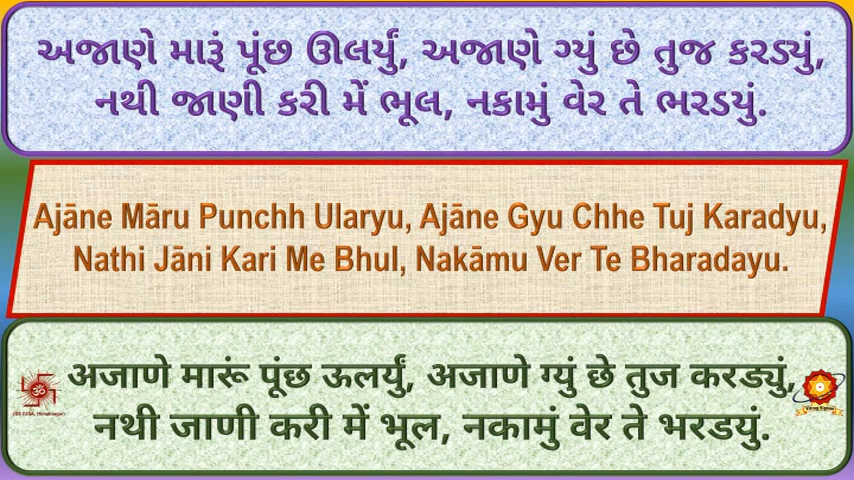 અજાણે મારૂં પૂંછ ઊલર્યું, અજાણે ગ્યું છે તુજ કરડ્યું,
નથી જાણી કરી મેં ભૂલ, નકામું વેર તે ભરડયું.
Ajāne Māru Punchh Ularyu, Ajāne Gyu Chhe Tuj Karadyu,
Nathi Jāni Kari Me Bhul, Nakāmu Ver Te Bharadayu.
अजाणे मारूं पूंछ ऊलर्युं, अजाणे ग्युं छे तुज करड्युं,
नथी जाणी करी में भूल, नकामुं वेर ते भरडयुं.